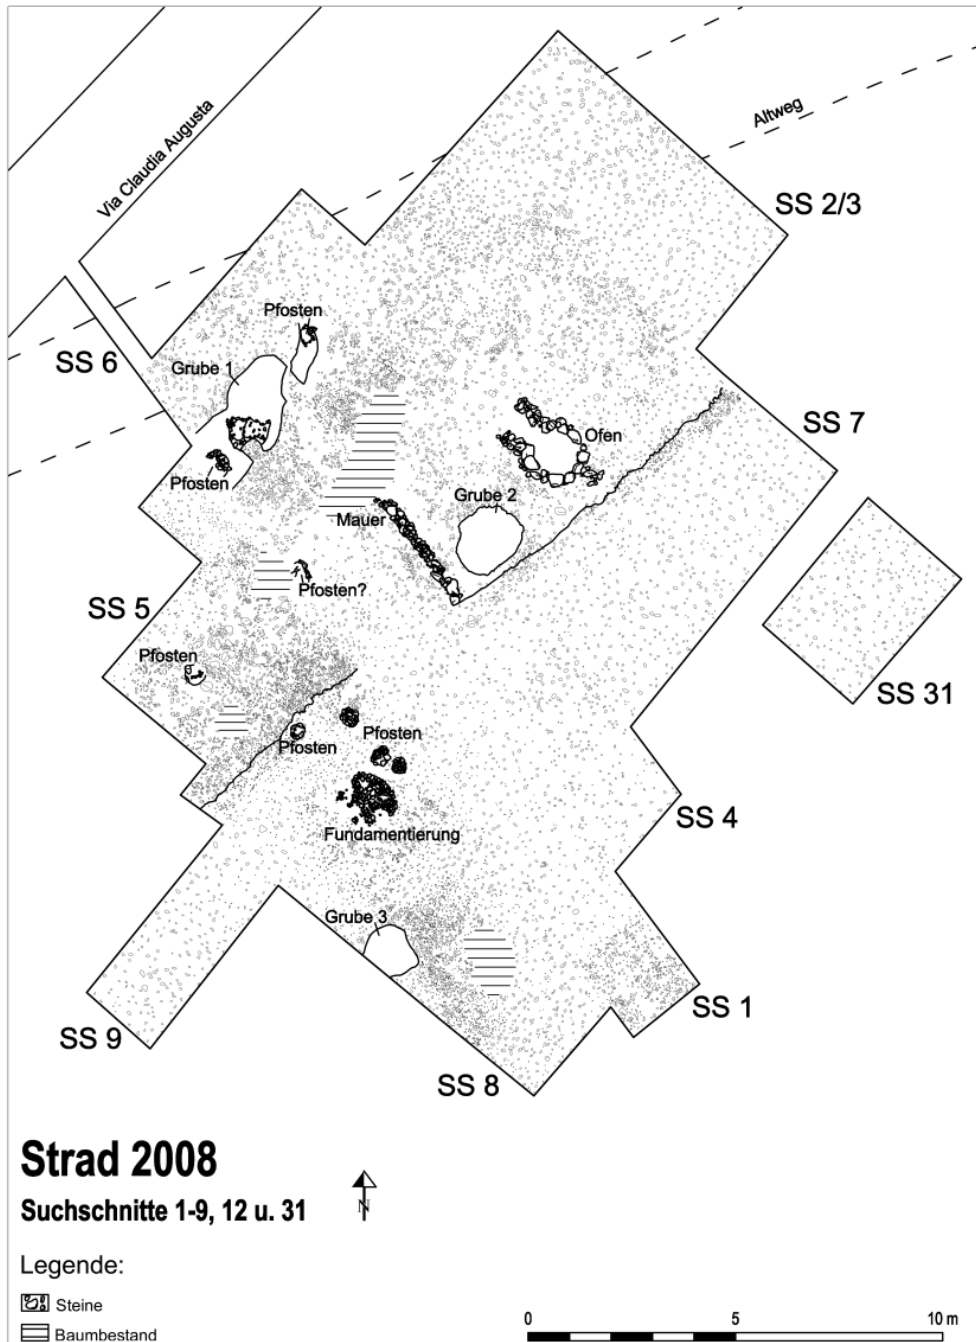 Via Claudia Augusta
Altweg
SS 2/3
Pfosten
SS 6
Grube 1
SS 7
Ofen
Pfosten
Grube 2
Mauer
Pfosten?
SS 5
Pfosten
SS 31
Pfosten
Pfosten
SS 4
Fundamentierung
Grube 3
SS 1
SS 9
SS 8
Strad 2008
Suchschnitte 1-9, 12 u. 31
N
Legende:
Steine
Baumbestand
0 5 10 m